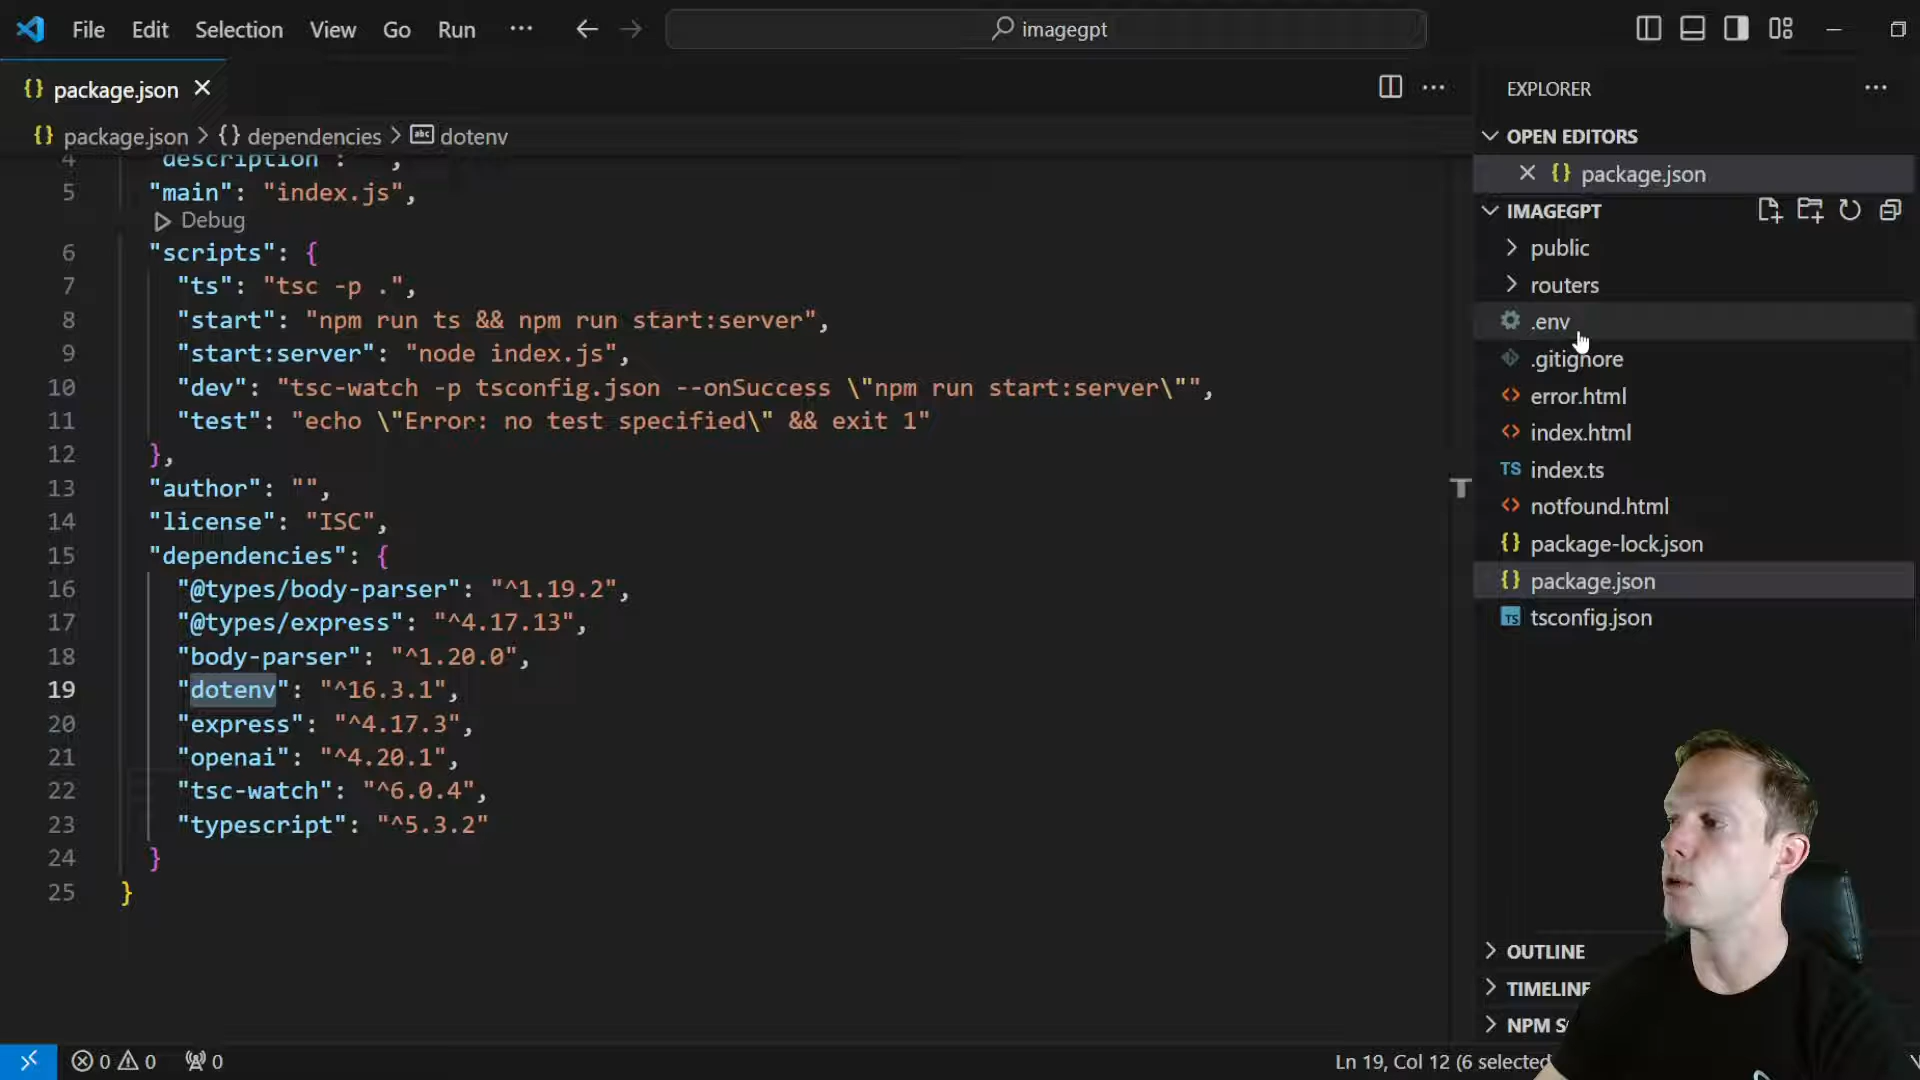 File Edit Selection View Go Run ··· imagegpt
package.json
package.json > {} dependencies > abc dotenv
4 "description": "",
5 "main": "index.js",
Debug
6 "scripts": {
7 "ts": "tsc -p .",
8 "start": "npm run ts && npm run start:server",
9 "start:server": "node index.js",
10 "dev": "tsc-watch -p tsconfig.json --onSuccess \"npm run start:server\"",
11 "test": "echo \"Error: no test specified\" && exit 1"
12 },
13 "author": "",
14 "license": "ISC",
15 "dependencies": {
16 "@types/body-parser": "^1.19.2",
17 "@types/express": "^4.17.13",
18 "body-parser": "^1.20.0",
19 "dotenv": "^16.3.1",
20 "express": "^4.17.3",
21 "openai": "^4.20.1",
22 "tsc-watch": "^6.0.4",
23 "typescript": "^5.3.2"
24 }
25 }
EXPLORER
OPEN EDITORS
{} package.json
IMAGEGPT
public
routers
.env
.gitignore
<> error.html
<> index.html
TS index.ts
<> notfound.html
{} package-lock.json
{} package.json
TS tsconfig.json
OUTLINE
TIMELINE
NPM
0 0 0
Ln 19, Col 12 (6 selected